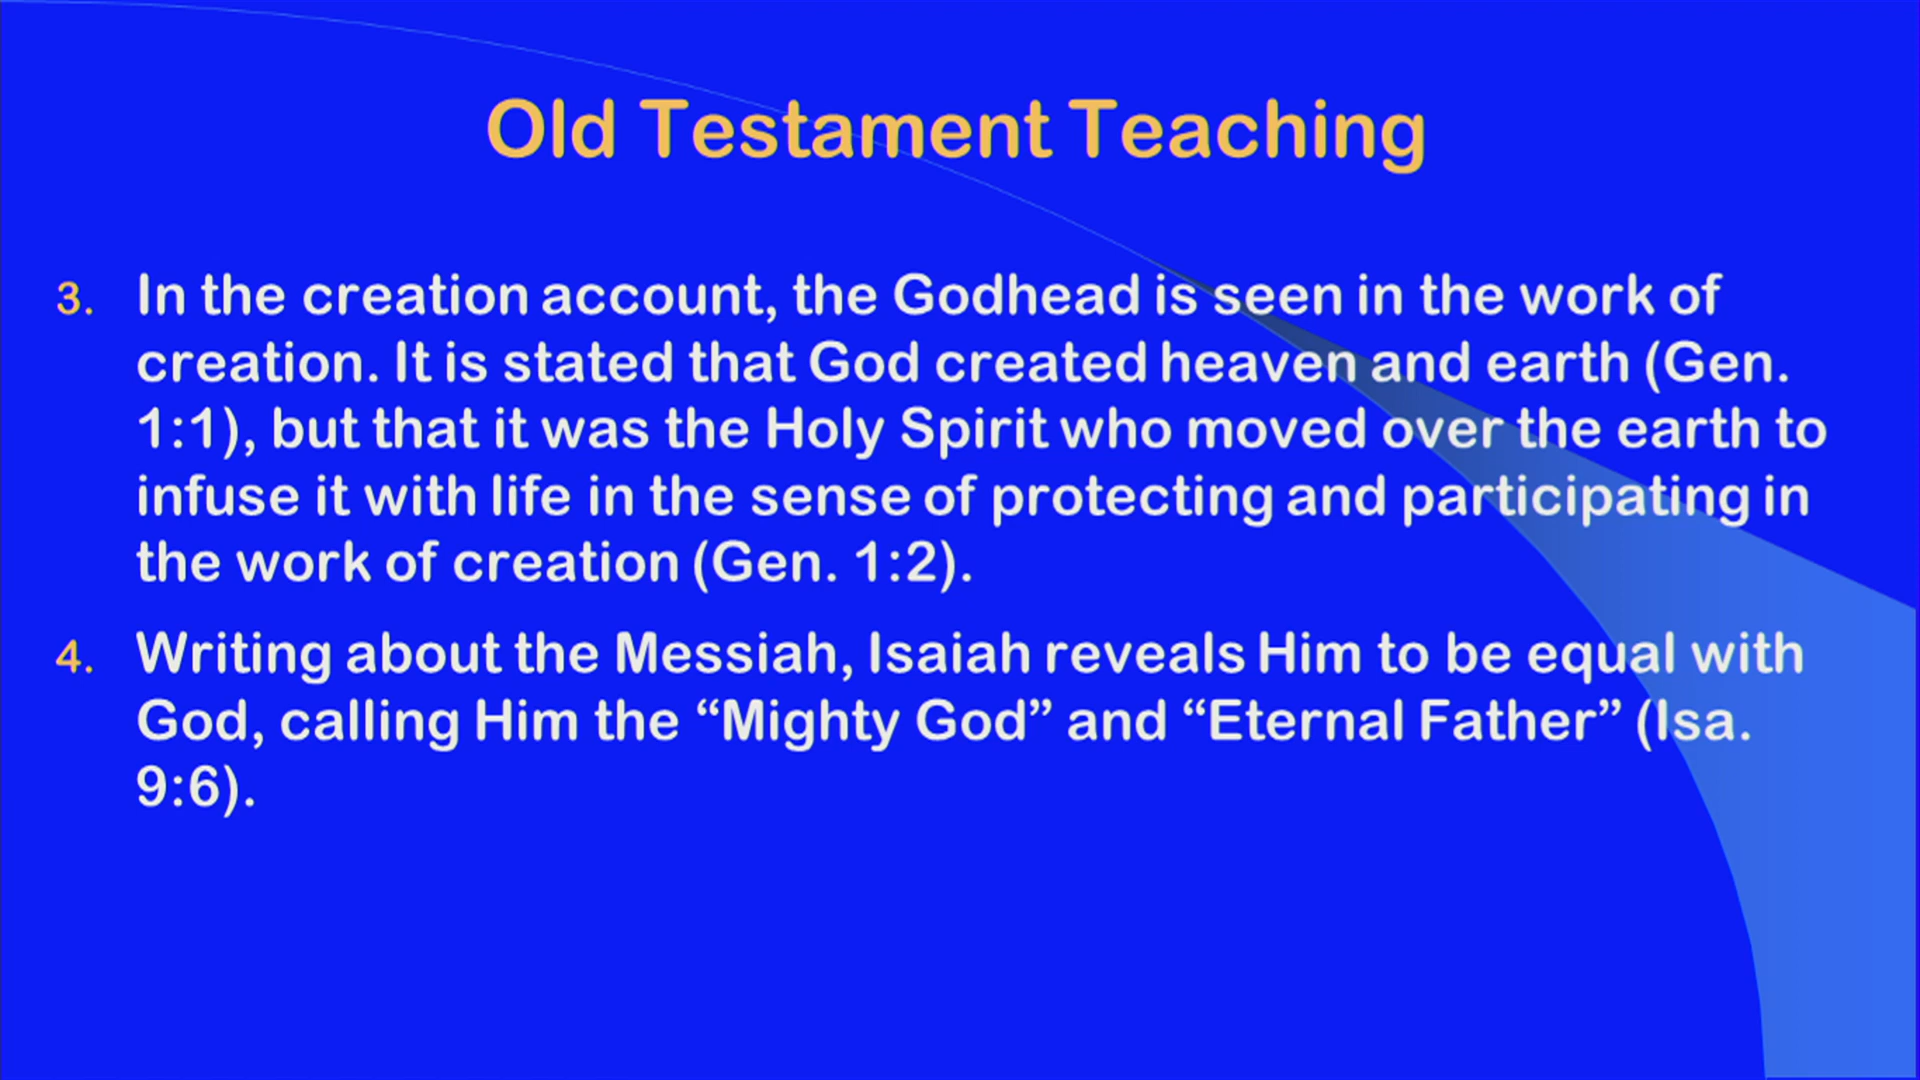 Old Testament Teaching
3. In the creation account, the Godhead is seen in the work of
creation. It is stated that God created heaven and earth (Gen.
1:1), but that it was the Holy Spirit who moved over the earth to
infuse it with life in the sense of protecting and participating in
the work of creation (Gen. 1:2).
4. Writing about the Messiah, Isaiah reveals Him to be equal with
God, calling Him the “Mighty God” and “Eternal Father” (Isa.
9:6).